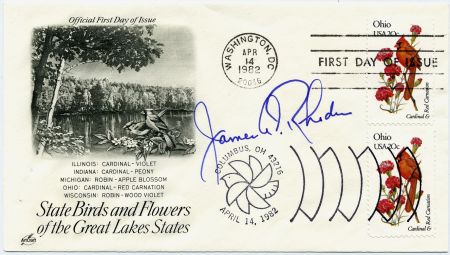 Official First Day of Issue
ILLINOIS: CARDINAL-VIOLET
INDIANA: CARDINAL-PEONY
MICHIGAN: ROBIN-APPLE BLOSSOM
OHIO: CARDINAL-RED CARNATION
WISCONSIN: ROBIN-WOOD VIOLET
State Birds and Flowers
of the Great Lakes States
ArtCraft
WASHINGTON, DC
APR
14
1982
20066
FIRST DAY OF ISSUE
Ohio
USA 20c
Cardinal &
Red Carnation
James A. Rhodes
COLUMBUS, OH 43216
APRIL 14, 1982
Ohio
USA 20c
Cardinal &
Red Carnation